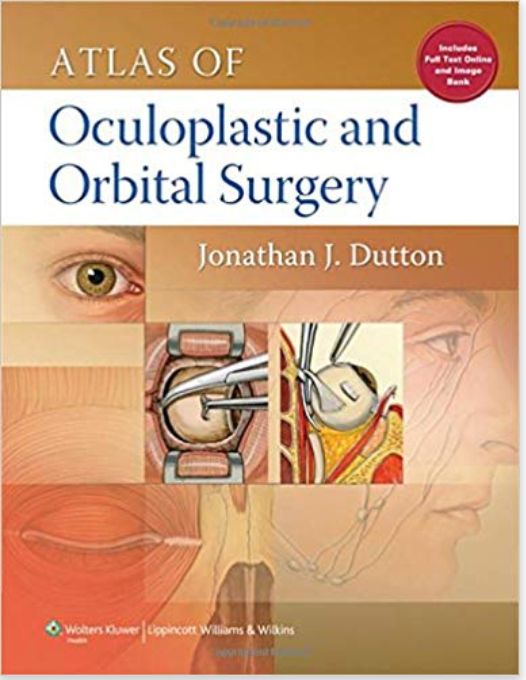 ATLAS OF
Includes
Full Text Online
and Image
Bank
Oculoplastic and
Orbital Surgery
Jonathan J. Dutton
Wolters Kluwer | Lippincott Williams & Wilkins
Health